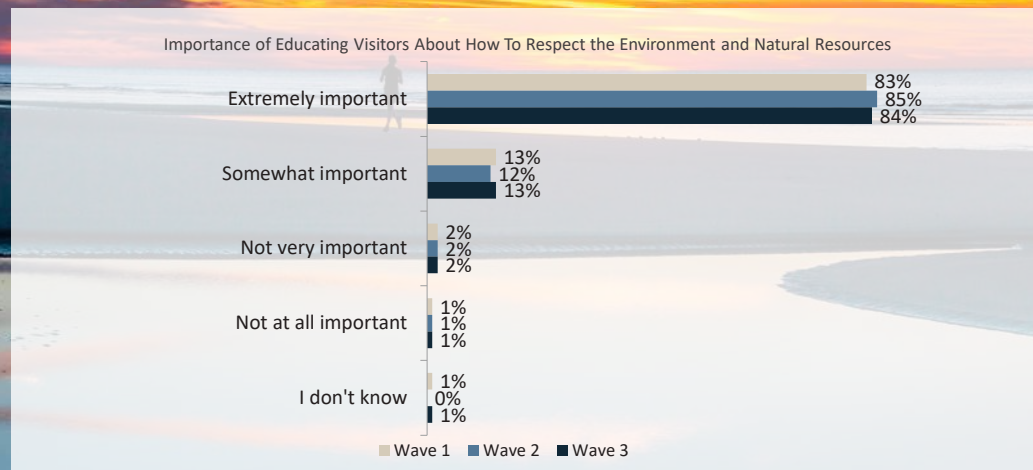 Importance of Educating Visitors About How To Respect the Environment and Natural Resources
Extremely important
83%
85%
84%
Somewhat important
13%
12%
13%
Not very important
2%
2%
2%
Not at all important
1%
1%
1%
I don't know
1%
0%
1%
Wave 1 Wave 2 Wave 3